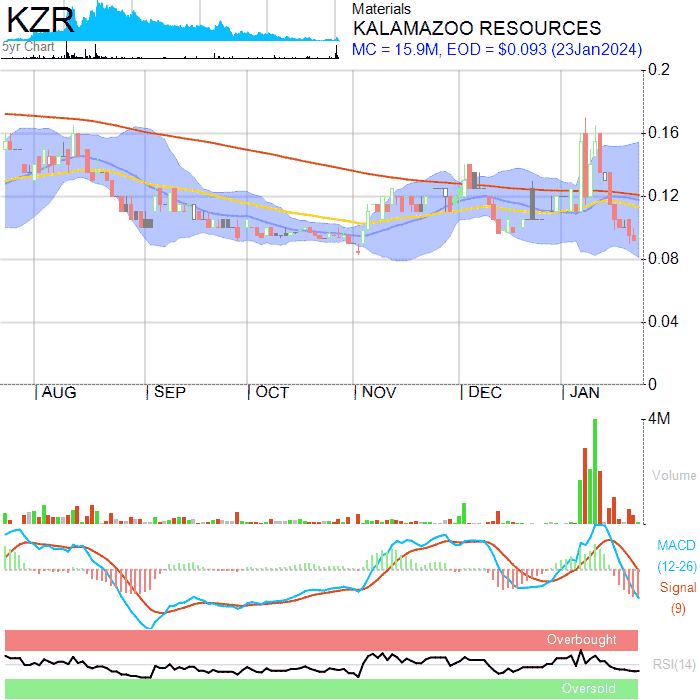 KZR
Materials
KALAMAZOO RESOURCES
MC = 15.9M, EOD = $0.093 (23Jan2024)
5yr Chart
0.2
0.16
0.12
0.08
0.04
0
AUG SEP OCT NOV DEC JAN
4M
Volume
MACD
(12-26)
Signal
(9)
Overbought
RSI(14)
Oversold